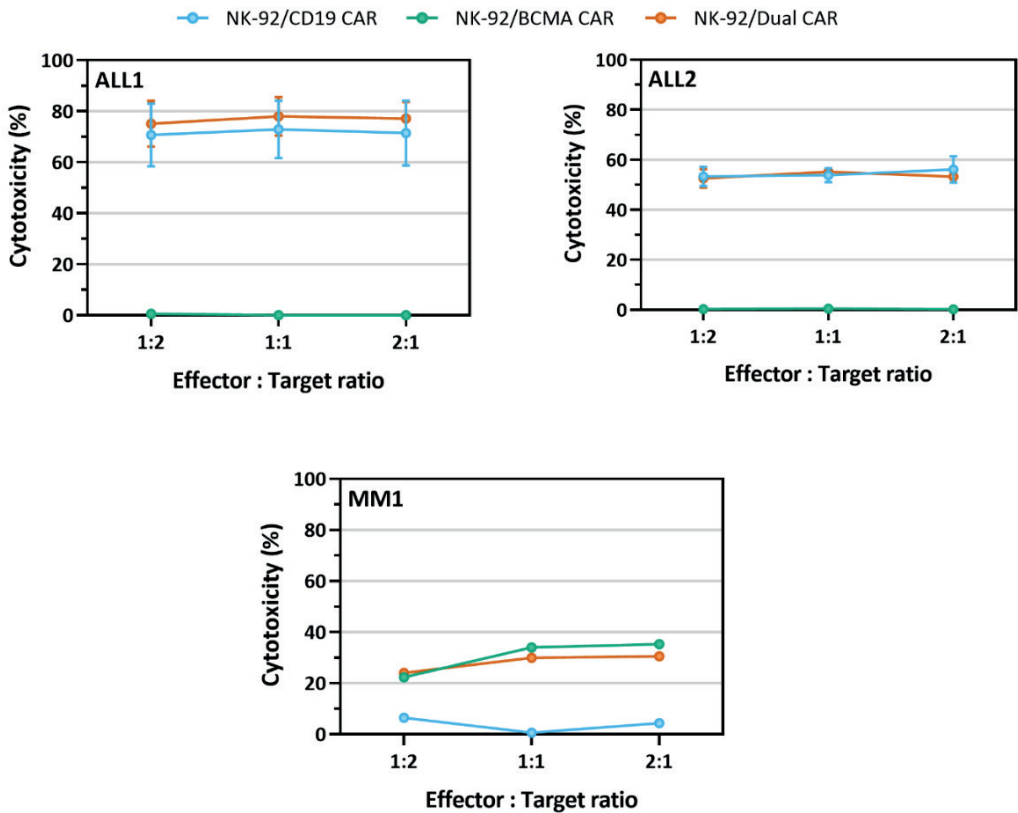 NK-92/CD19 CAR NK-92/BCMA CAR NK-92/Dual CAR
ALL1
Cytotoxicity (%)
100
80
60
40
20
0
1:2 1:1 2:1
Effector : Target ratio
ALL2
Cytotoxicity (%)
100
80
60
40
20
0
1:2 1:1 2:1
Effector : Target ratio
MM1
Cytotoxicity (%)
100
80
60
40
20
0
1:2 1:1 2:1
Effector : Target ratio